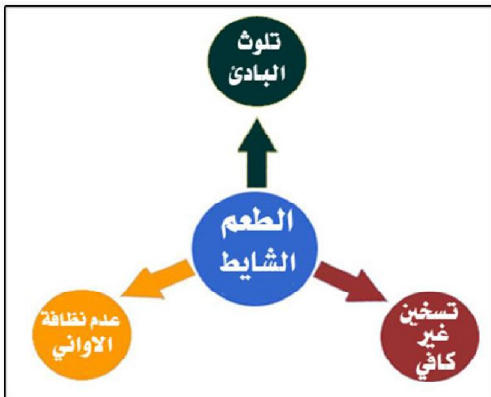 تلوث
البادئ
الطعم
الشايط
عدم نظافة
الاواني
تسخين
غير
كافي